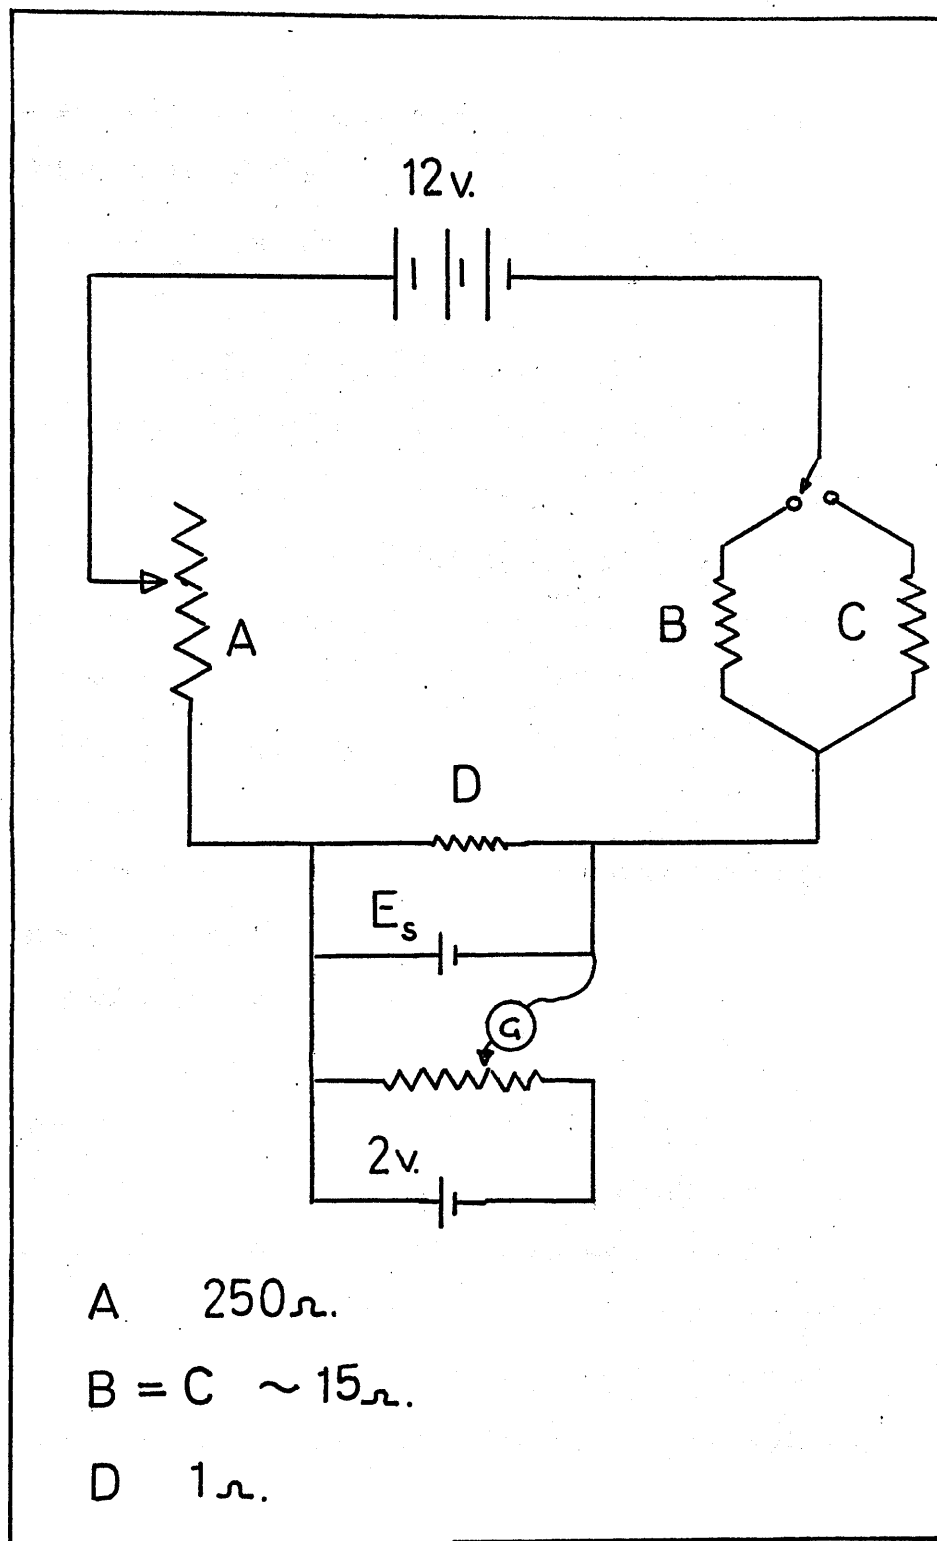 12v.
A
B
C
D
Es
G
2v.
A 250Ω.
B = C ~ 15Ω.
D 1Ω.